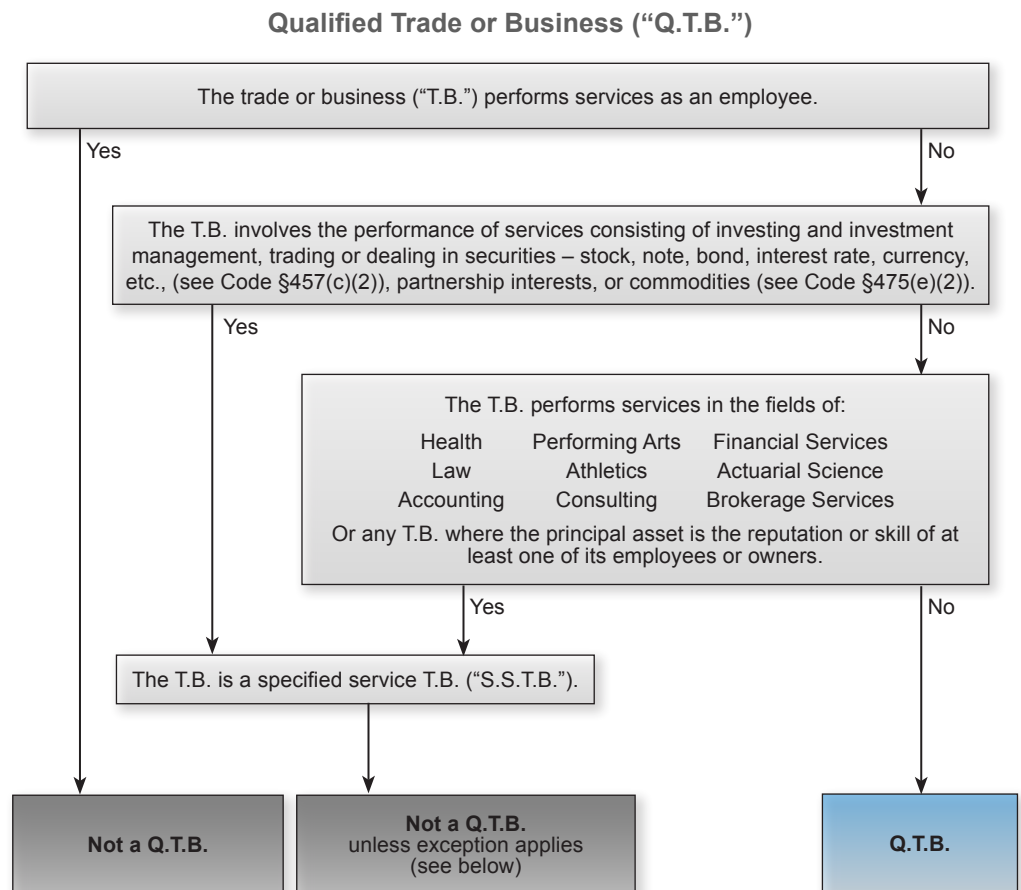 Qualified Trade or Business (“Q.T.B.”)
The trade or business (“T.B.”) performs services as an employee.
Yes
No
The T.B. involves the performance of services consisting of investing and investment
management, trading or dealing in securities – stock, note, bond, interest rate, currency,
etc., (see Code §457(c)(2)), partnership interests, or commodities (see Code §475(e)(2)).
Yes
No
The T.B. performs services in the fields of:
Health Performing Arts Financial Services
Law Athletics Actuarial Science
Accounting Consulting Brokerage Services
Or any T.B. where the principal asset is the reputation or skill of at
least one of its employees or owners.
Yes
No
The T.B. is a specified service T.B. (“S.S.T.B.”).
Not a Q.T.B.
Not a Q.T.B.
unless exception applies
(see below)
Q.T.B.